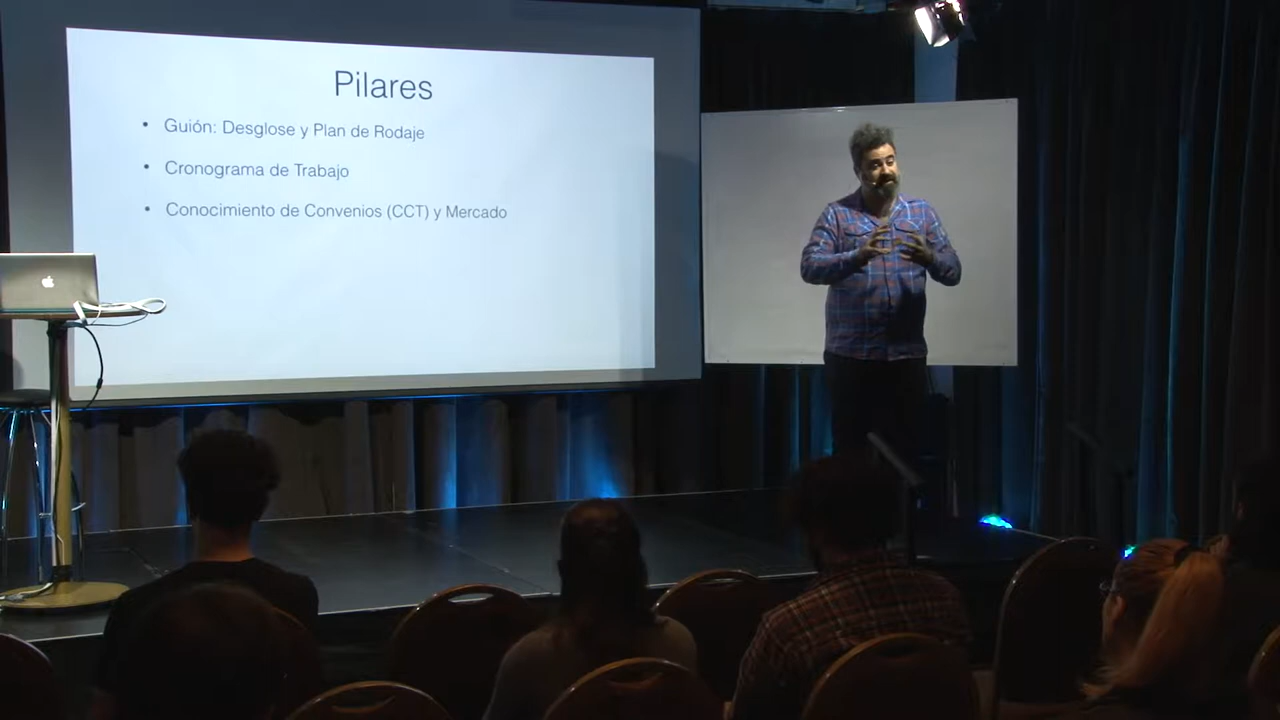 Pilares
• Guión: Desglose y Plan de Rodaje
• Cronograma de Trabajo
• Conocimiento de Convenios (CCT) y Mercado